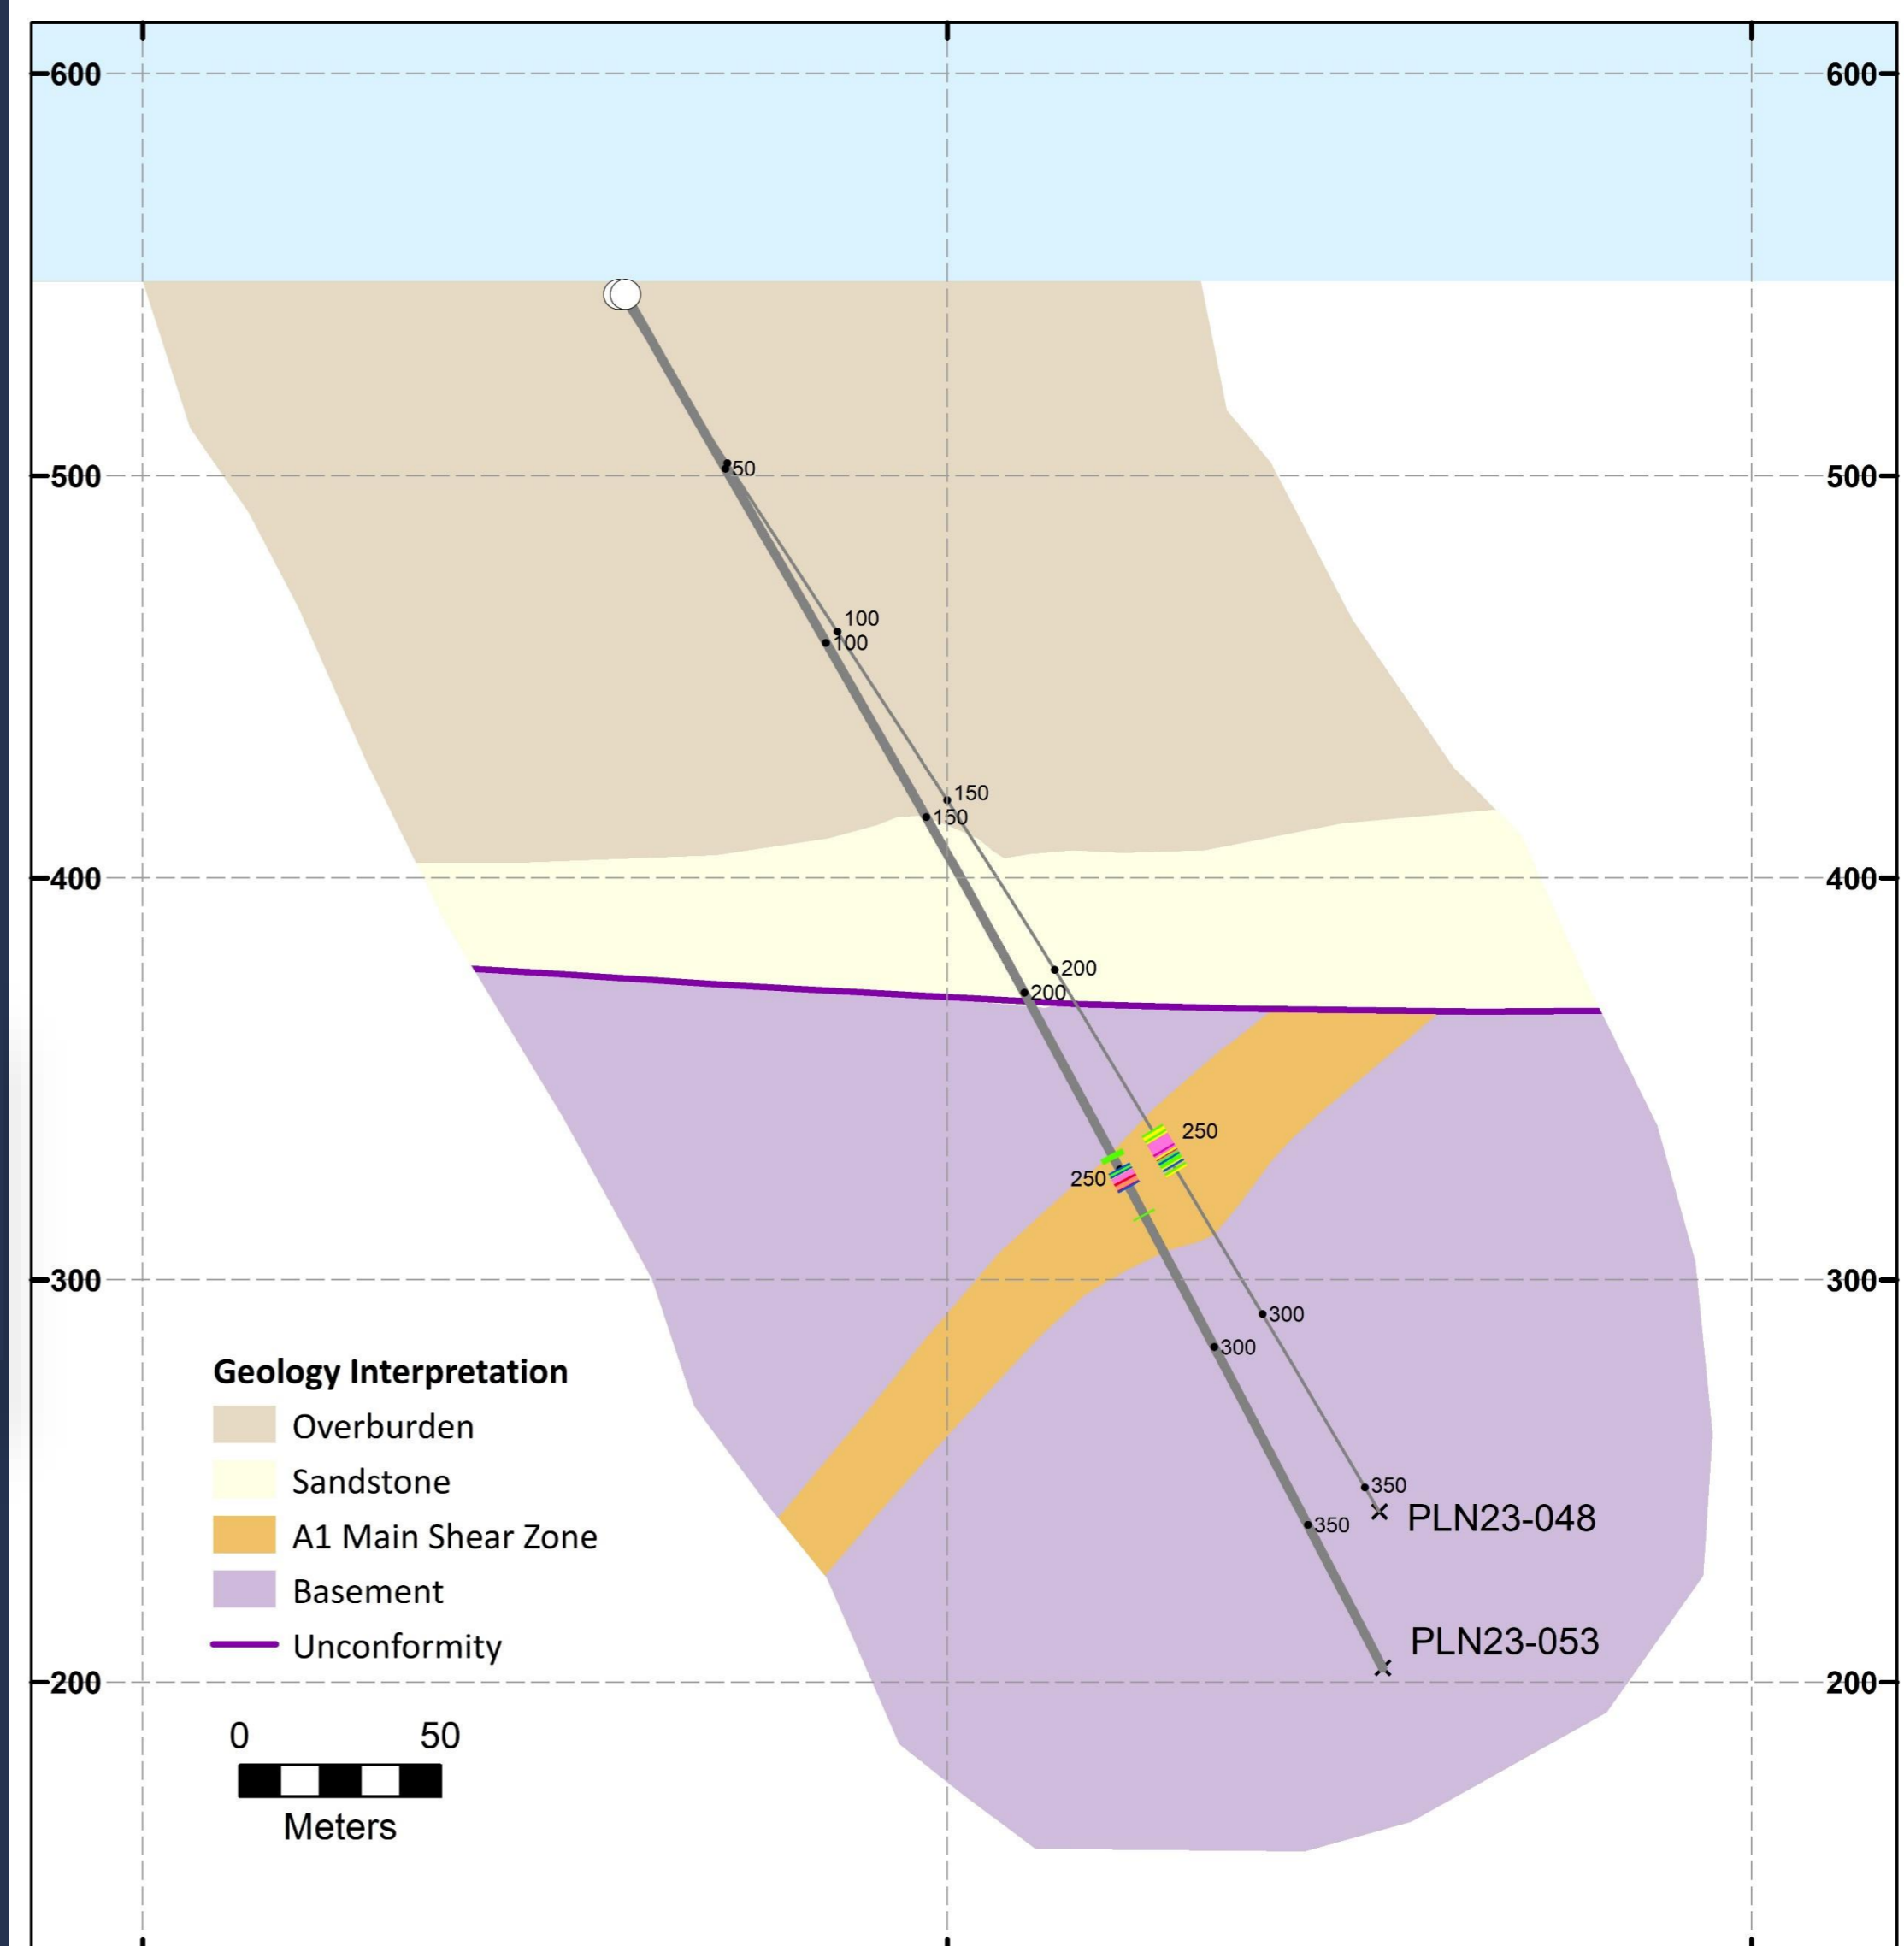 600 600
50
500 500
100
100
150
150
400 400
200
200
250
250
300 300
300
300
350
PLN23-048
350
PLN23-053
200 200
Geology Interpretation
Overburden
Sandstone
A1 Main Shear Zone
Basement
Unconformity
0 50
Meters